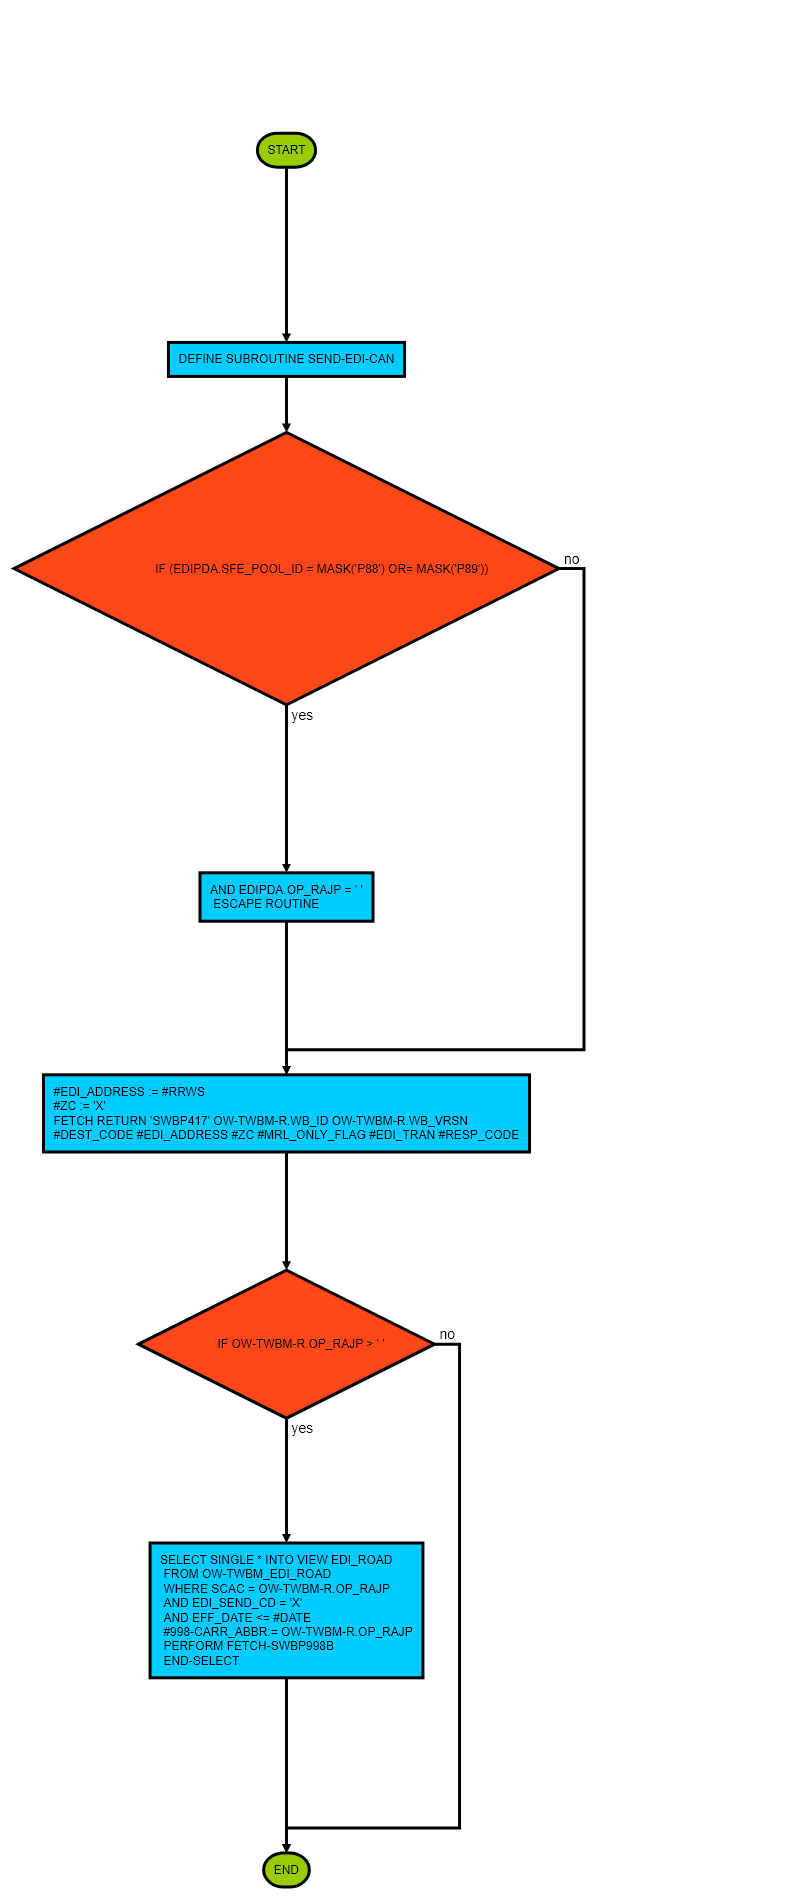 START
DEFINE SUBROUTINE SEND-EDI-CAN
IF (EDIPDA.SFE_POOL_ID = MASK('P88') OR= MASK('P89'))
no
yes
AND EDIPDA.OP_RAJP = ' '
ESCAPE ROUTINE
#EDI_ADDRESS := #RRWS
#ZC := 'X'
FETCH RETURN 'SWBP417' OW-TWBM-R.WB_ID OW-TWBM-R.WB_VRSN
#DEST_CODE #EDI_ADDRESS #ZC #MRL_ONLY_FLAG #EDI_TRAN #RESP_CODE
IF OW-TWBM-R.OP_RAJP > ' '
no
yes
SELECT SINGLE * INTO VIEW EDI_ROAD
FROM OW-TWBM_EDI_ROAD
WHERE SCAC = OW-TWBM-R.OP_RAJP
AND EDI_SEND_CD = 'X'
AND EFF_DATE <= #DATE
#998-CARR_ABBR:= OW-TWBM-R.OP_RAJP
PERFORM FETCH-SWBP998B
END-SELECT
END